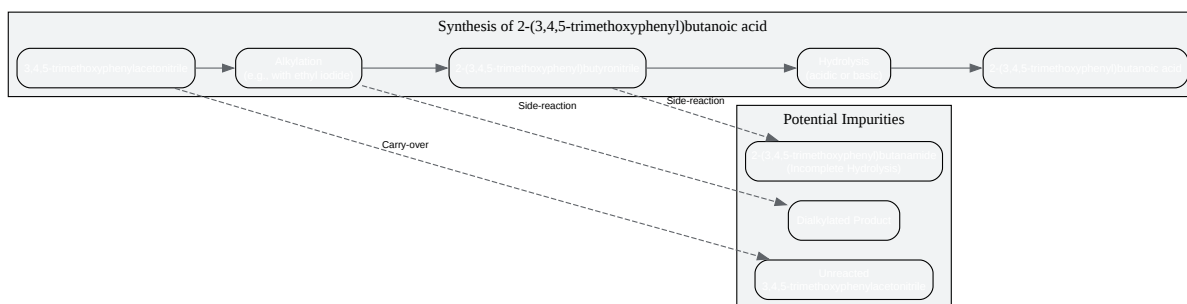 Synthesis of 2-(3,4,5-trimethoxyphenyl)butanoic acid
3,4,5-trimethoxyphenylacetonitrile
Alkylation
(e.g., with ethyl iodide)
2-(3,4,5-trimethoxyphenyl)butyronitrile
Hydrolysis
(acidic or basic)
2-(3,4,5-trimethoxyphenyl)butanoic acid
Side-reaction
Side-reaction
Carry-over
Potential Impurities
2-(3,4,5-trimethoxyphenyl)butanamide
(Incomplete Hydrolysis)
Dialkylated Product
Unreacted
3,4,5-trimethoxyphenylacetonitrile